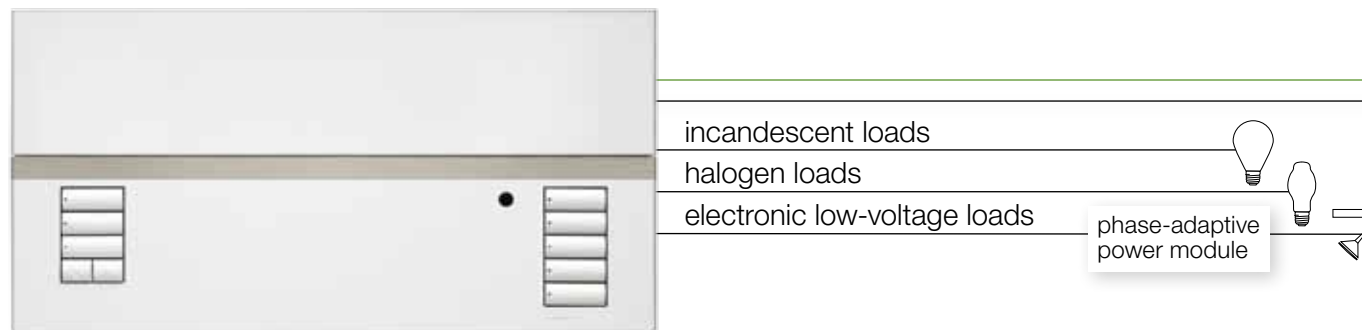 incandescent loads
halogen loads
electronic low-voltage loads
phase-adaptive
power module